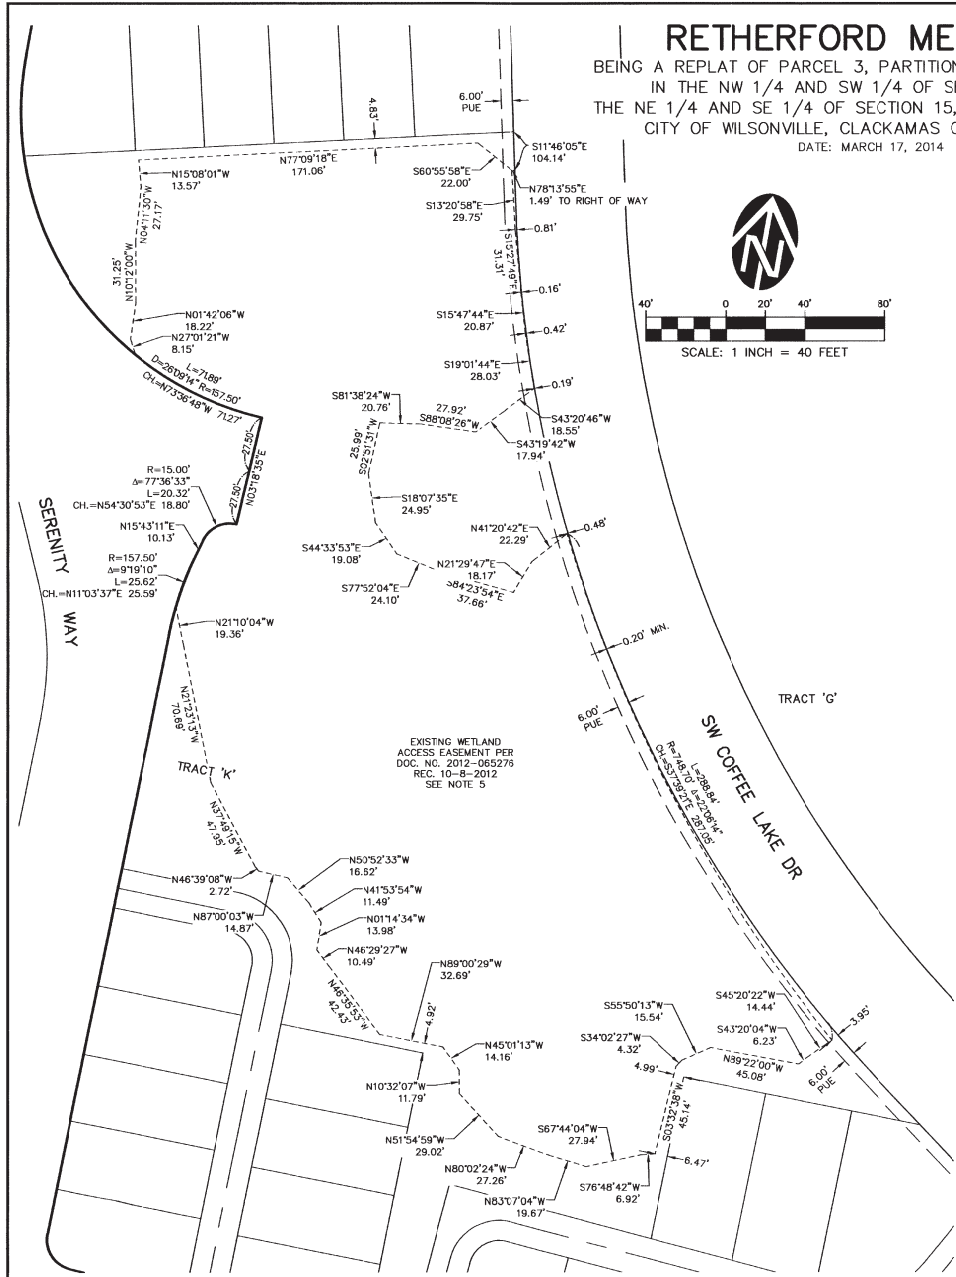 RETHERFORD ME
BEING A REPLAT OF PARCEL 3, PARTITION
IN THE NW 1/4 AND SW 1/4 OF SE
THE NE 1/4 AND SE 1/4 OF SECTION 15,
CITY OF WILSONVILLE, CLACKAMAS C
DATE: MARCH 17, 2014
4.83'
6.00'
PUE
S11°46'05"E
104.14'
N77°09'18"E
171.06'
S60°55'58"E
22.00'
N15°08'01"W
13.57'
N78°13'55"E
1.49' TO RIGHT OF WAY
S13°20'58"E
29.75'
N04°11'30"W
27.17'
0.81'
S15°27'49"E
31.31'
31.25'
N10°12'00"W
0.16'
N01°42'06"W
18.22'
S15°47'44"E
20.87'
0.42'
N27°01'21"W
8.15'
40'
0
20'
40'
80'
SCALE: 1 INCH = 40 FEET
S19°01'44"E
28.03'
0.19'
L=71.89'
D=26°09'14" R=157.50'
CH.=N73°36'48"W 71.27'
S81°38'24"W
20.76'
27.92'
S88°08'26"W
S43°20'46"W
18.55'
S43°19'42"W
17.94'
25.99'
S02°51'31"W
27.50'
27.50'
N03°18'35"E
R=15.00'
Δ=77°36'33"
L=20.32'
CH.=N54°30'53"E 18.80'
S18°07'35"E
24.95'
SERENITY WAY
N15°43'11"E
10.13'
N41°20'42"E
22.29'
0.48'
S44°33'53"E
19.08'
R=157.50'
Δ=9°19'10"
L=25.62'
CH.=N11°03'37"E 25.59'
N21°29'47"E
18.17'
S77°52'04"E
24.10'
S84°23'54"E
37.66'
N21°10'04"W
19.36'
0.20' MIN.
N21°23'13"W
70.69'
TRACT 'G'
6.00'
PUE
SW COFFEE LAKE DR
EXISTING WETLAND
ACCESS EASEMENT PER
DOC. NO. 2012-065276
REC. 10-8-2012
SEE NOTE 5
L=288.84'
R=748.70' Δ=22°06'14"
CH.=S37°39'21"E 287.05'
TRACT 'K'
N37°49'15"W
47.95'
N50°52'33"W
16.62'
N46°39'08"W
2.72'
N41°53'54"W
11.49'
N87°00'03"W
14.87'
N01°14'34"W
13.98'
N46°29'27"W
10.49'
N89°00'29"W
32.69'
N46°35'53"W
42.43'
4.92'
S45°20'22"W
14.44'
S55°50'13"W
15.54'
3.95'
S43°20'04"W
6.23'
S34°02'27"W
4.32'
N45°01'13"W
14.16'
N89°22'00"W
45.08'
4.99'
6.00'
PUE
N10°32'07"W
11.79'
S03°32'38"W
45.14'
N51°54'59"W
29.02'
S67°44'04"W
27.94'
6.47'
N80°02'24"W
27.26'
S76°48'42"W
6.92'
N83°07'04"W
19.67'